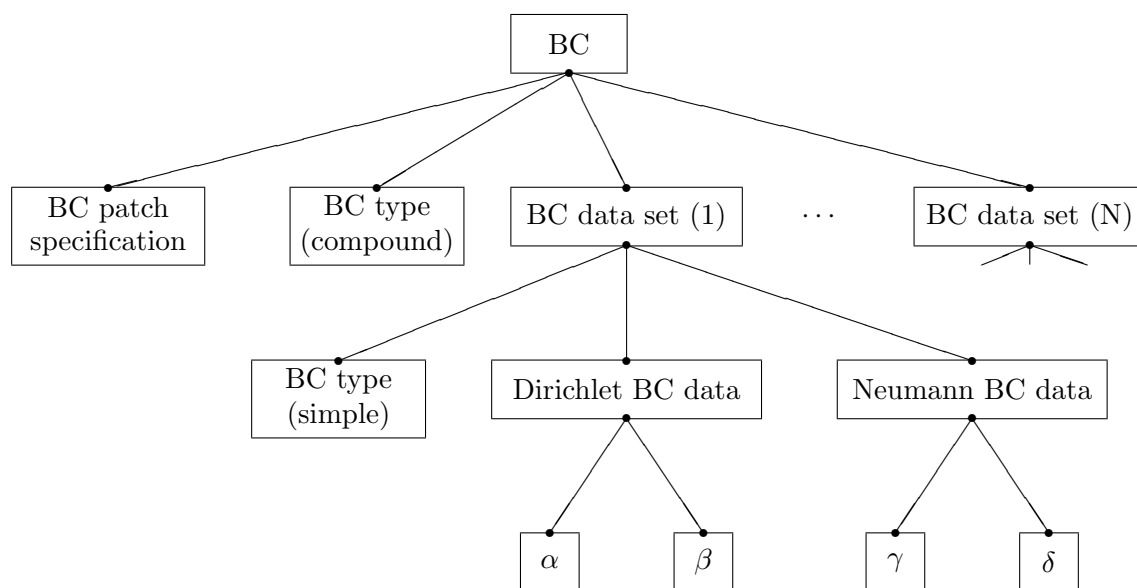 BC
BC patch
specification
BC type
(compound)
BC data set (1)
···
BC data set (N)
BC type
(simple)
Dirichlet BC data
Neumann BC data
α
β
γ
δ